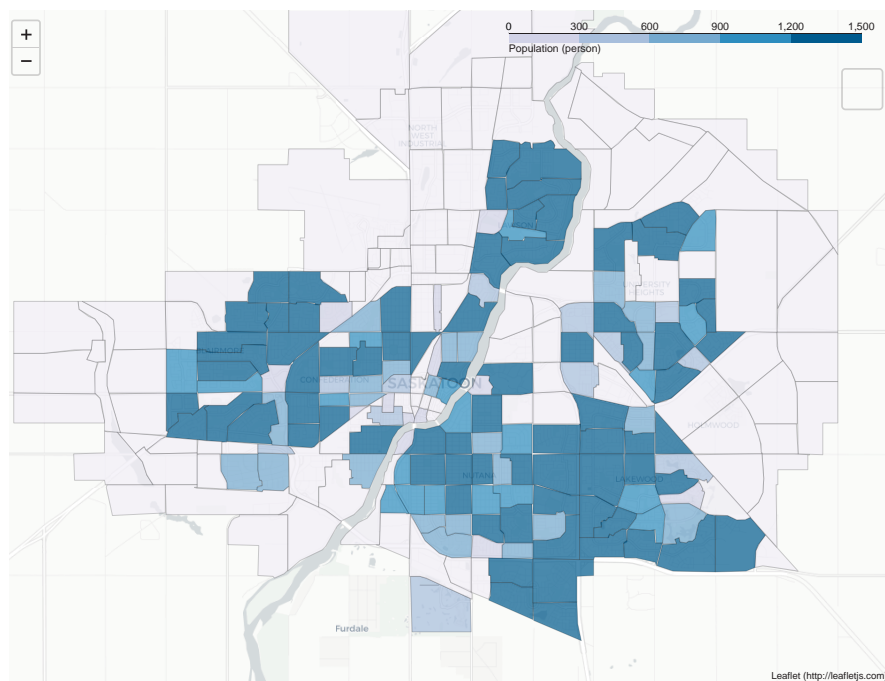 +
−
0 300 600 900 1,200 1,500
Population (person)
NORTH
WEST
INDUSTRIAL
UNIVERSITY
HEIGHTS
CONFEDERATION
SASKATOON
HOLMWOOD
NUTANA
LAKEWOOD
Furdale
Leaflet (http://leafletjs.com